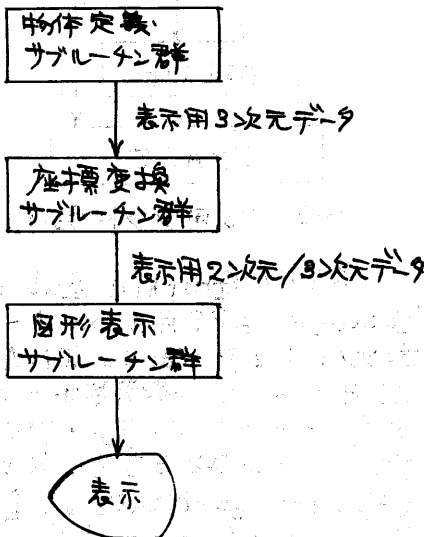 物体定義
サブルーチン群
表示用3次元データ
座標変換
サブルーチン群
表示用2次元/3次元データ
図形表示
サブルーチン群
表示